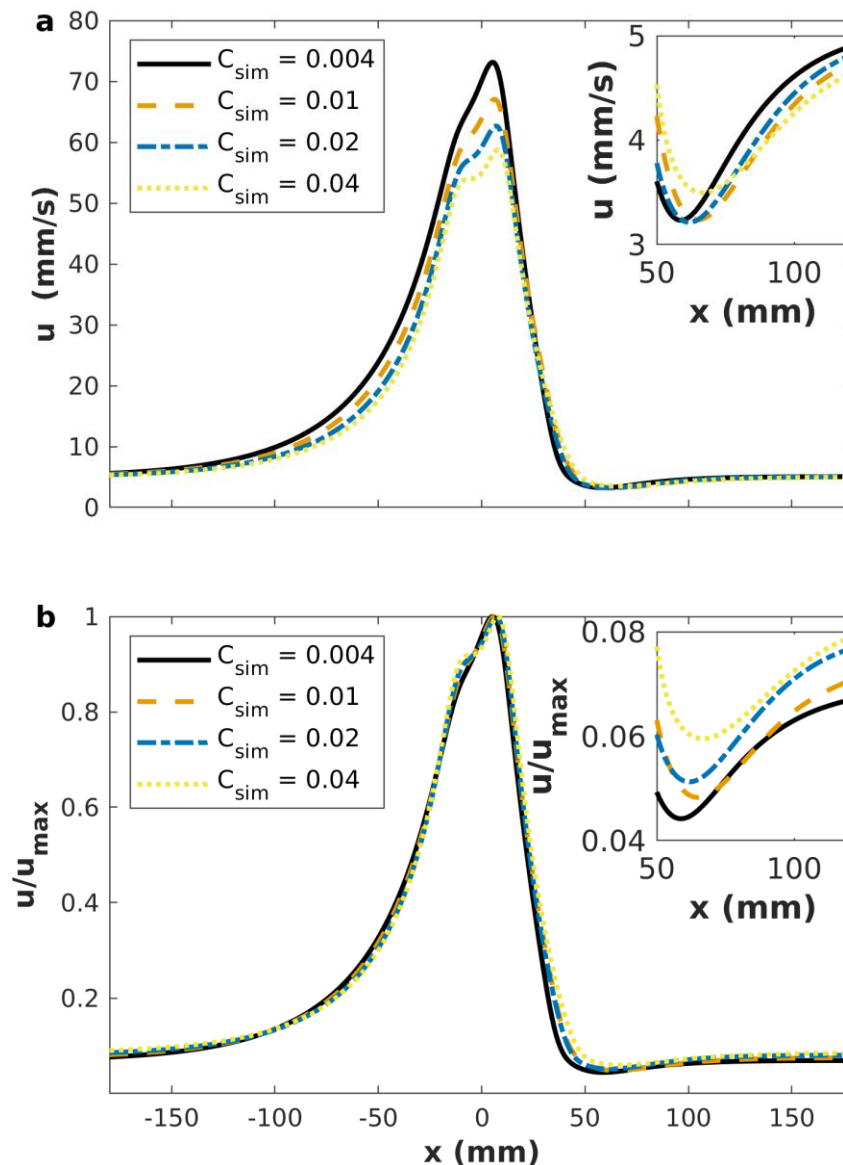 a
80
70
60
50
40
30
20
10
0
u (mm/s)
C_sim = 0.004
C_sim = 0.01
C_sim = 0.02
C_sim = 0.04
5
4
3
u (mm/s)
50 100
x (mm)
b
1
0.8
0.6
0.4
0.2
u/u_max
C_sim = 0.004
C_sim = 0.01
C_sim = 0.02
C_sim = 0.04
0.08
0.06
0.04
u/u_max
50 100
x (mm)
-150 -100 -50 0 50 100 150
x (mm)